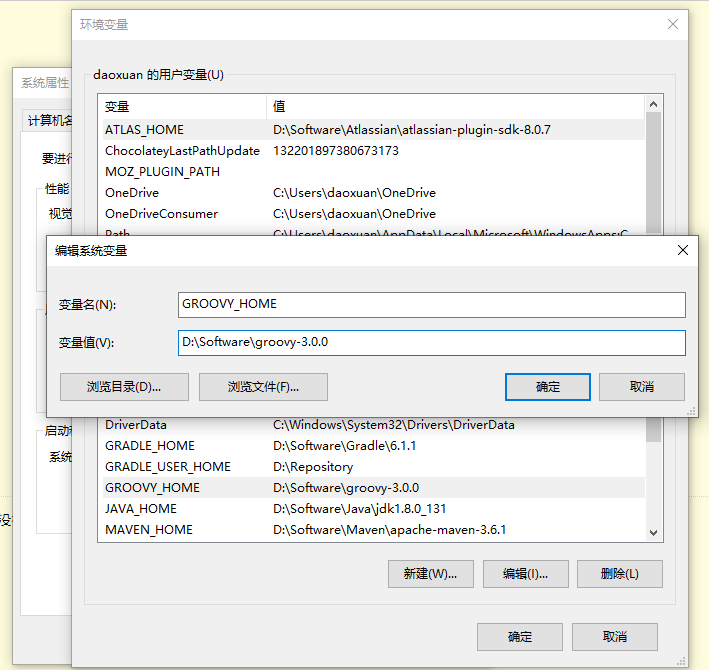 环境变量
系统属性
计算机名
daoxuan 的用户变量(U)
变量 值
ATLAS_HOME D:\Software\Atlassian\atlassian-plugin-sdk-8.0.7
ChocolateyLastPathUpdate 132201897380673173
MOZ_PLUGIN_PATH
OneDrive C:\Users\daoxuan\OneDrive
OneDriveConsumer C:\Users\daoxuan\OneDrive
Path C:\Users\daoxuan\AppData\Local\Microsoft\WindowsApps;C...
要进行
性能
视觉
编辑系统变量
变量名(N): GROOVY_HOME
变量值(V): D:\Software\groovy-3.0.0
浏览目录(D)... 浏览文件(F)... 确定 取消
启动
系统
没
DriverData C:\Windows\System32\Drivers\DriverData
GRADLE_HOME D:\Software\Gradle\6.1.1
GRADLE_USER_HOME D:\Repository
GROOVY_HOME D:\Software\groovy-3.0.0
JAVA_HOME D:\Software\Java\jdk1.8.0_131
MAVEN_HOME D:\Software\Maven\apache-maven-3.6.1
新建(W)... 编辑(I)... 删除(L)
确定 取消